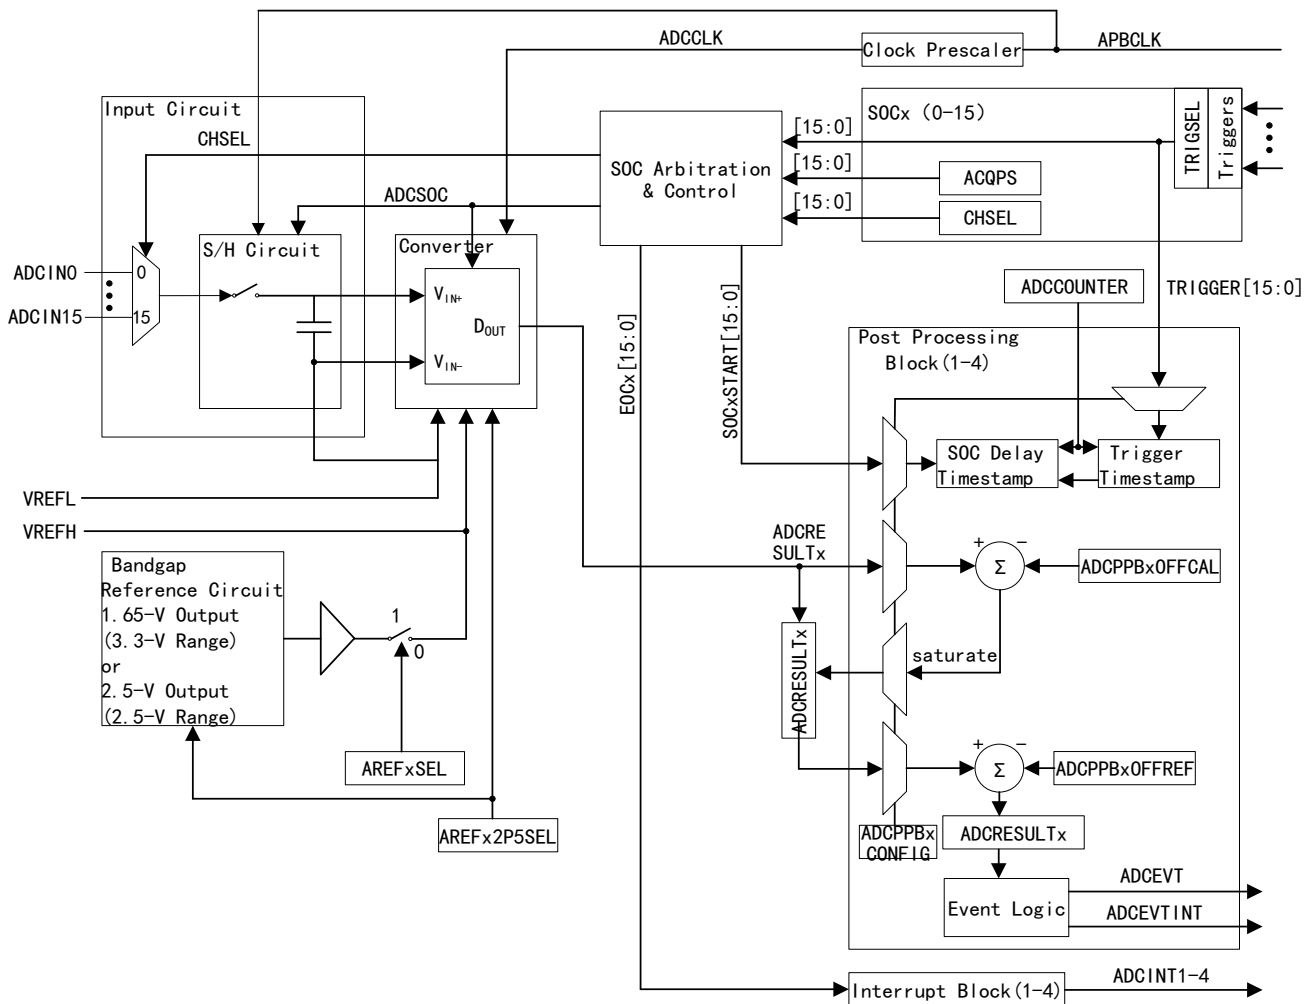 ADCCLK
Clock Prescaler
APBCLK
Input Circuit
CHSEL
SOCx (0-15)
TRIGSEL
Triggers
[15:0]
[15:0]
[15:0]
SOC Arbitration
& Control
ACQPS
CHSEL
ADCSOC
S/H Circuit
Converter
ADCIN0
0
ADCIN15
15
VIN+
DOUT
VIN-
EOCx[15:0]
SOCxSTART[15:0]
ADCCOUNTER
TRIGGER[15:0]
Post Processing
Block(1-4)
SOC Delay
Timestamp
Trigger
Timestamp
VREFL
VREFH
ADCRE
SULTx
+
-
Σ
ADCPPBxOFFCAL
Bandgap
Reference Circuit
1.65-V Output
(3.3-V Range)
or
2.5-V Output
(2.5-V Range)
1
0
saturate
ADCRESULTx
AREFxSEL
+
-
Σ
ADCPPBxOFFREF
AREFx2P5SEL
ADCPPBx
CONFIG
ADCRESULTx
Event Logic
ADCEVT
ADCEVTINT
Interrupt Block(1-4)
ADCINT1-4